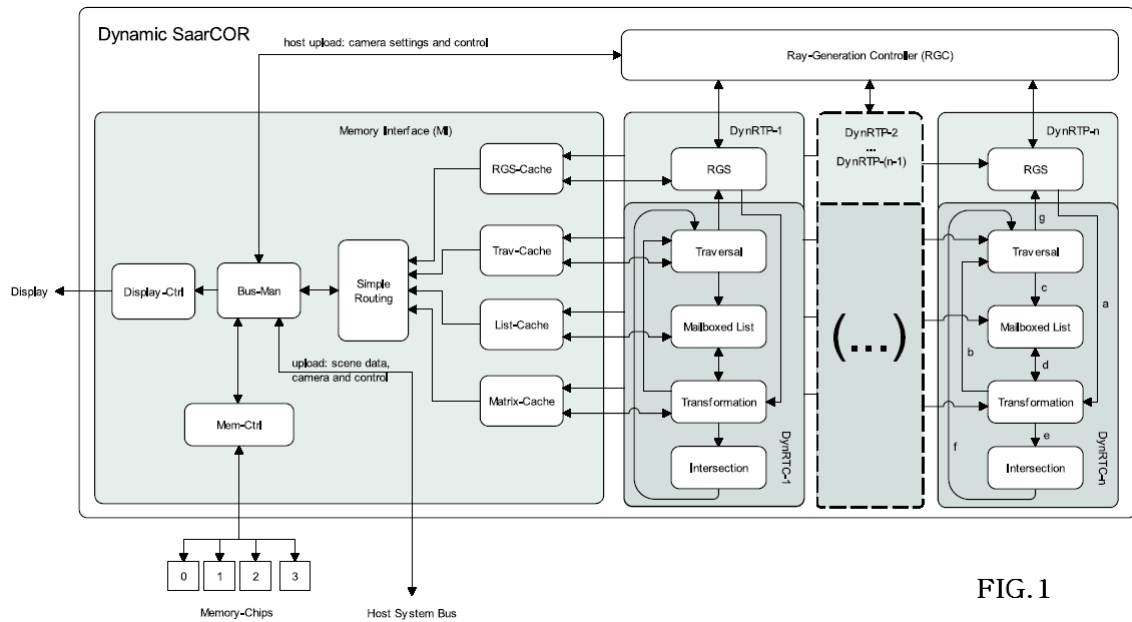 Dynamic SaarCOR
host upload: camera settings and control
Ray-Generation Controller (RGC)
Memory Interface (MI)
DynRTP-1
DynRTP-2
...
DynRTP-(n-1)
DynRTP-n
RGS-Cache
RGS
RGS
g
Trav-Cache
Traversal
Traversal
Display
Display-Ctrl
Bus-Man
Simple
Routing
c
a
List-Cache
Mailboxed List
(...)
Mailboxed List
b
d
upload: scene data,
camera and control
Matrix-Cache
Transformation
Transformation
Mem-Ctrl
e
f
Intersection
DynRTC-1
Intersection
DynRTC-n
0
1
2
3
Memory-Chips
Host System Bus
FIG. 1